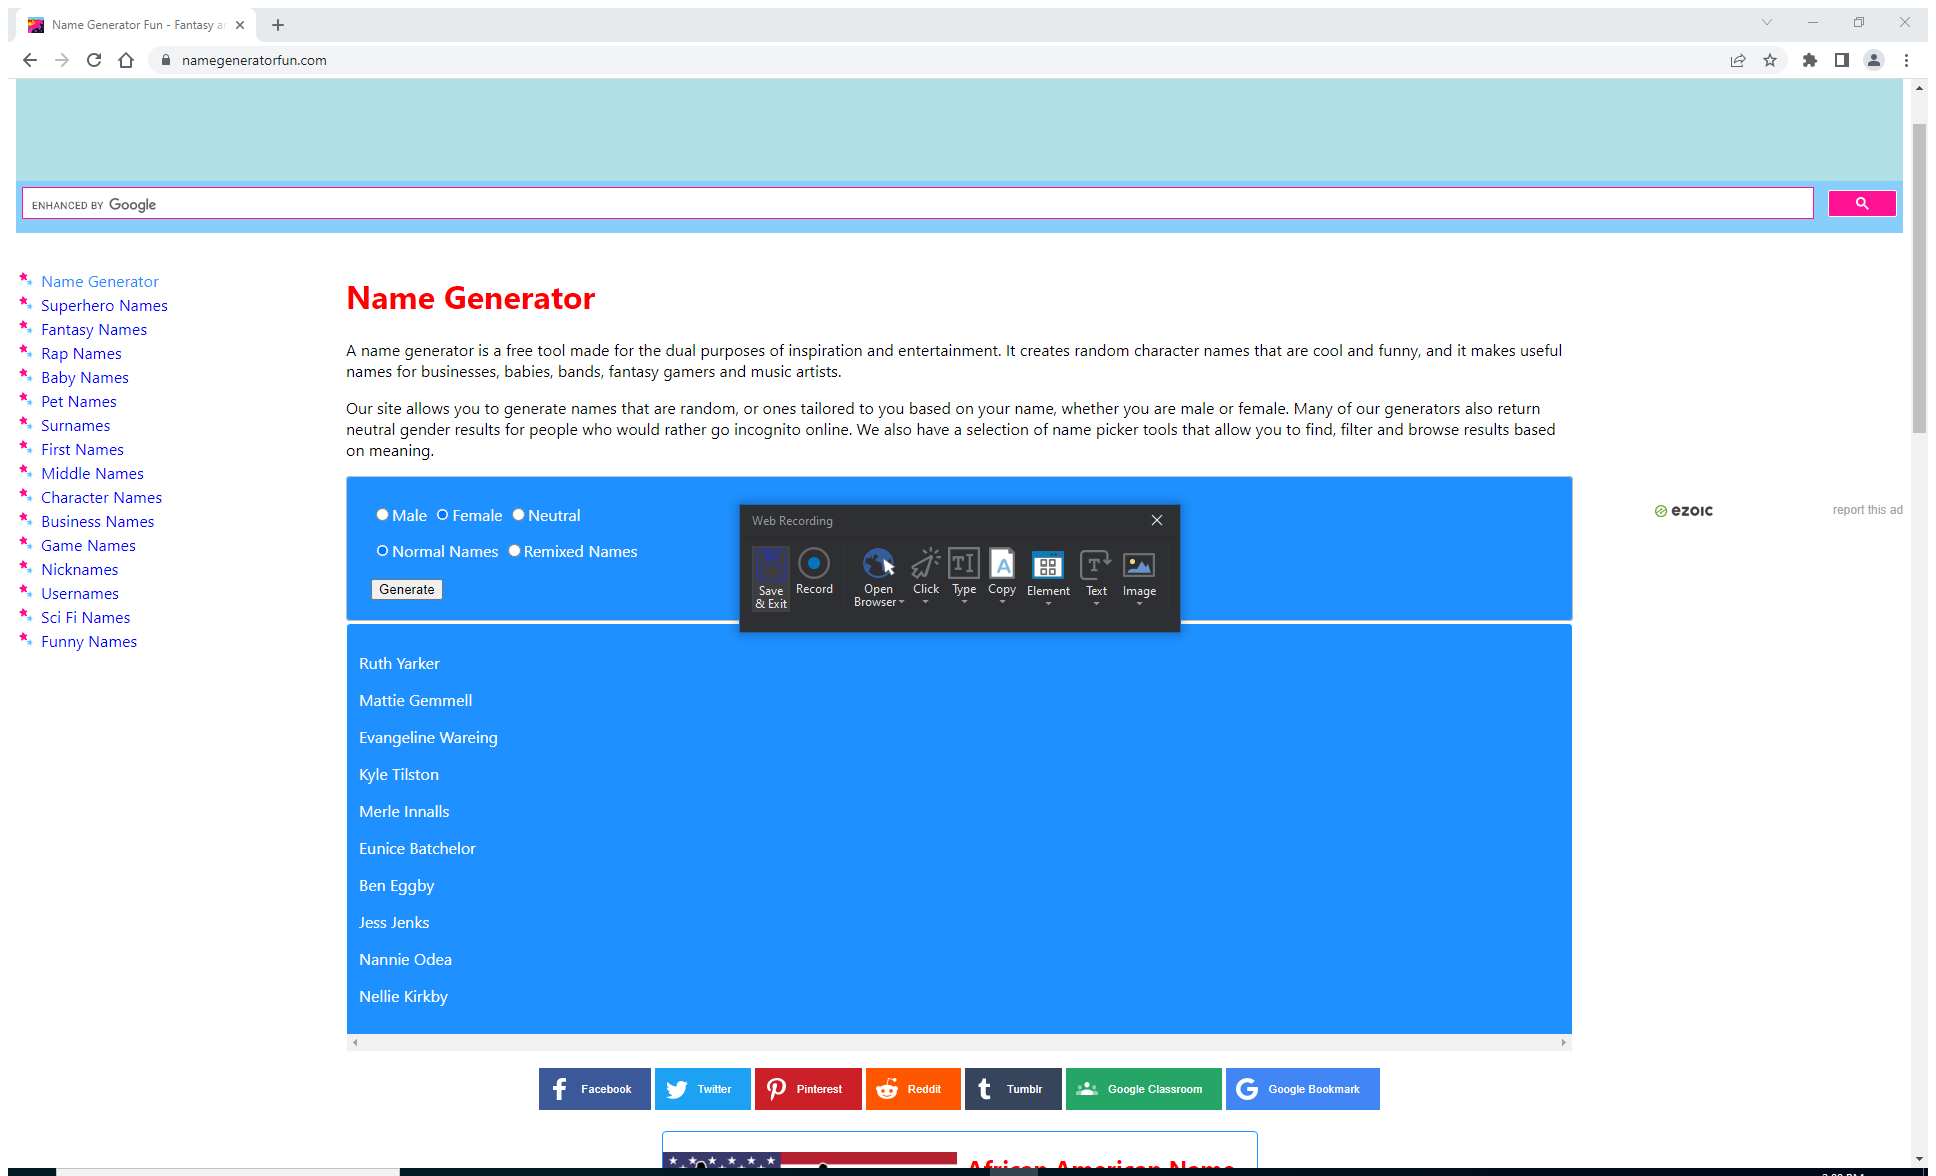 Name Generator Fun - Fantasy a
namegeneratorfun.com
ENHANCED BY Google
Name Generator
Superhero Names
Fantasy Names
Rap Names
Baby Names
Pet Names
Surnames
First Names
Middle Names
Character Names
Business Names
Game Names
Nicknames
Usernames
Sci Fi Names
Funny Names
Name Generator
A name generator is a free tool made for the dual purposes of inspiration and entertainment. It creates random character names that are cool and funny, and it makes useful
names for businesses, babies, bands, fantasy gamers and music artists.
Our site allows you to generate names that are random, or ones tailored to you based on your name, whether you are male or female. Many of our generators also return
neutral gender results for people who would rather go incognito online. We also have a selection of name picker tools that allow you to find, filter and browse results based
on meaning.
Male Female Neutral
Normal Names Remixed Names
Generate
Web Recording
Save
& Exit
Record
Open
Browser
Click
Type
Copy
Element
Text
Image
ezoic
report this ad
Ruth Yarker
Mattie Gemmell
Evangeline Wareing
Kyle Tilston
Merle Innalls
Eunice Batchelor
Ben Eggby
Jess Jenks
Nannie Odea
Nellie Kirkby
Facebook
Twitter
Pinterest
Reddit
Tumblr
Google Classroom
Google Bookmark
African American Name